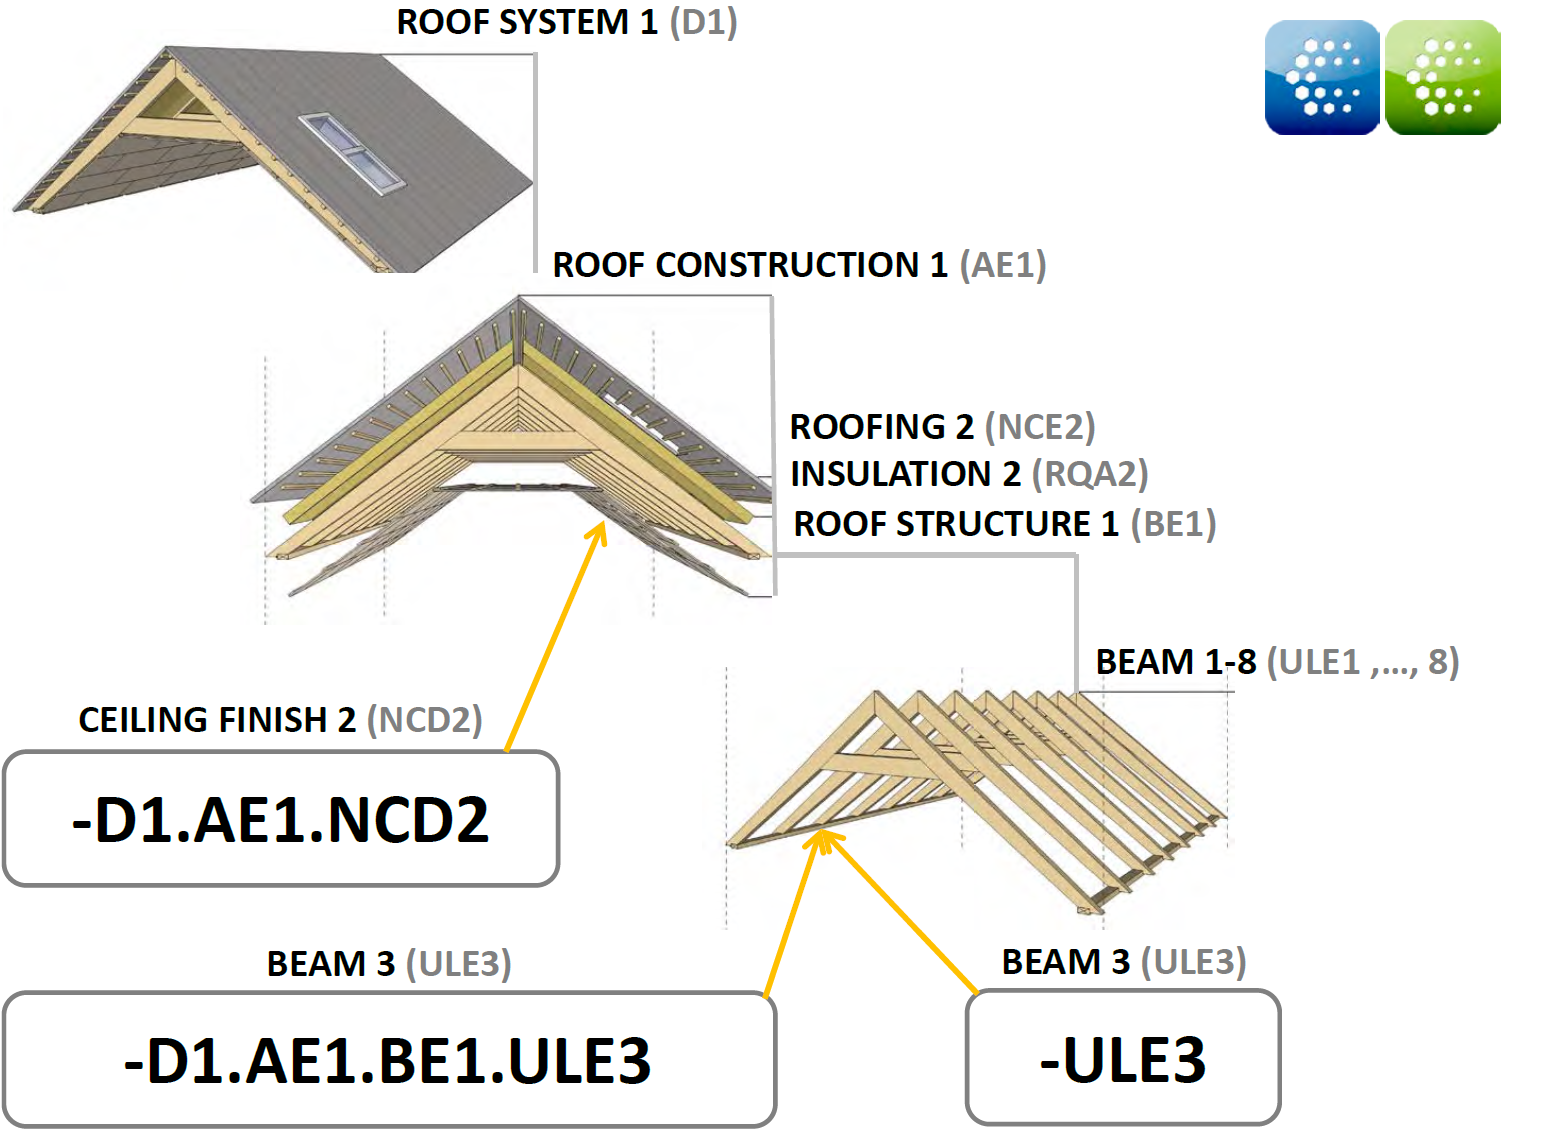 ROOF SYSTEM 1 (D1)
ROOF CONSTRUCTION 1 (AE1)
ROOFING 2 (NCE2)
INSULATION 2 (RQA2)
ROOF STRUCTURE 1 (BE1)
BEAM 1-8 (ULE1 ,..., 8)
CEILING FINISH 2 (NCD2)
-D1.AE1.NCD2
BEAM 3 (ULE3)
-D1.AE1.BE1.ULE3
BEAM 3 (ULE3)
-ULE3